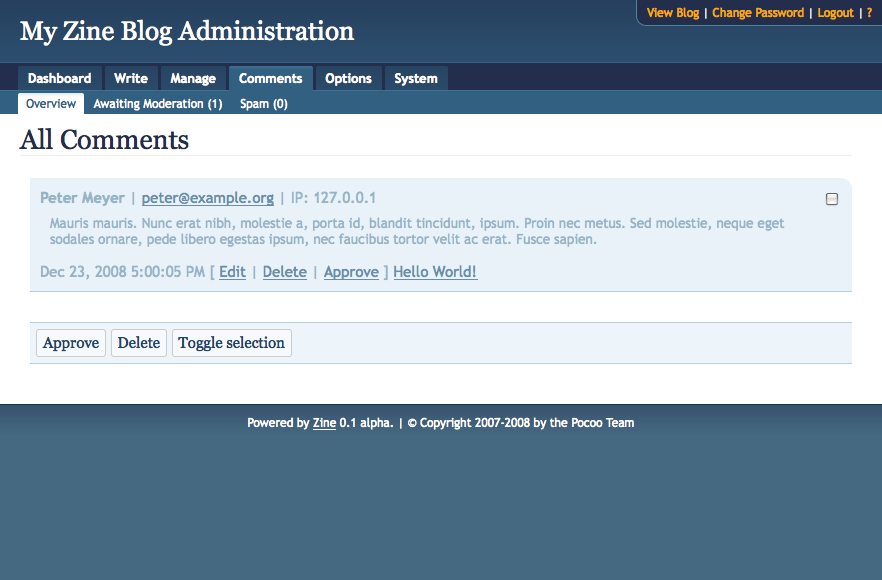 View Blog | Change Password | Logout | ?
My Zine Blog Administration
Dashboard Write Manage Comments Options System
Overview Awaiting Moderation (1) Spam (0)
All Comments
Peter Meyer | peter@example.org | IP: 127.0.0.1
Mauris mauris. Nunc erat nibh, molestie a, porta id, blandit tincidunt, ipsum. Proin nec metus. Sed molestie, neque eget
sodales ornare, pede libero egestas ipsum, nec faucibus tortor velit ac erat. Fusce sapien.
Dec 23, 2008 5:00:05 PM [ Edit | Delete | Approve ] Hello World!
Approve Delete Toggle selection
Powered by Zine 0.1 alpha. | © Copyright 2007-2008 by the Pocoo Team